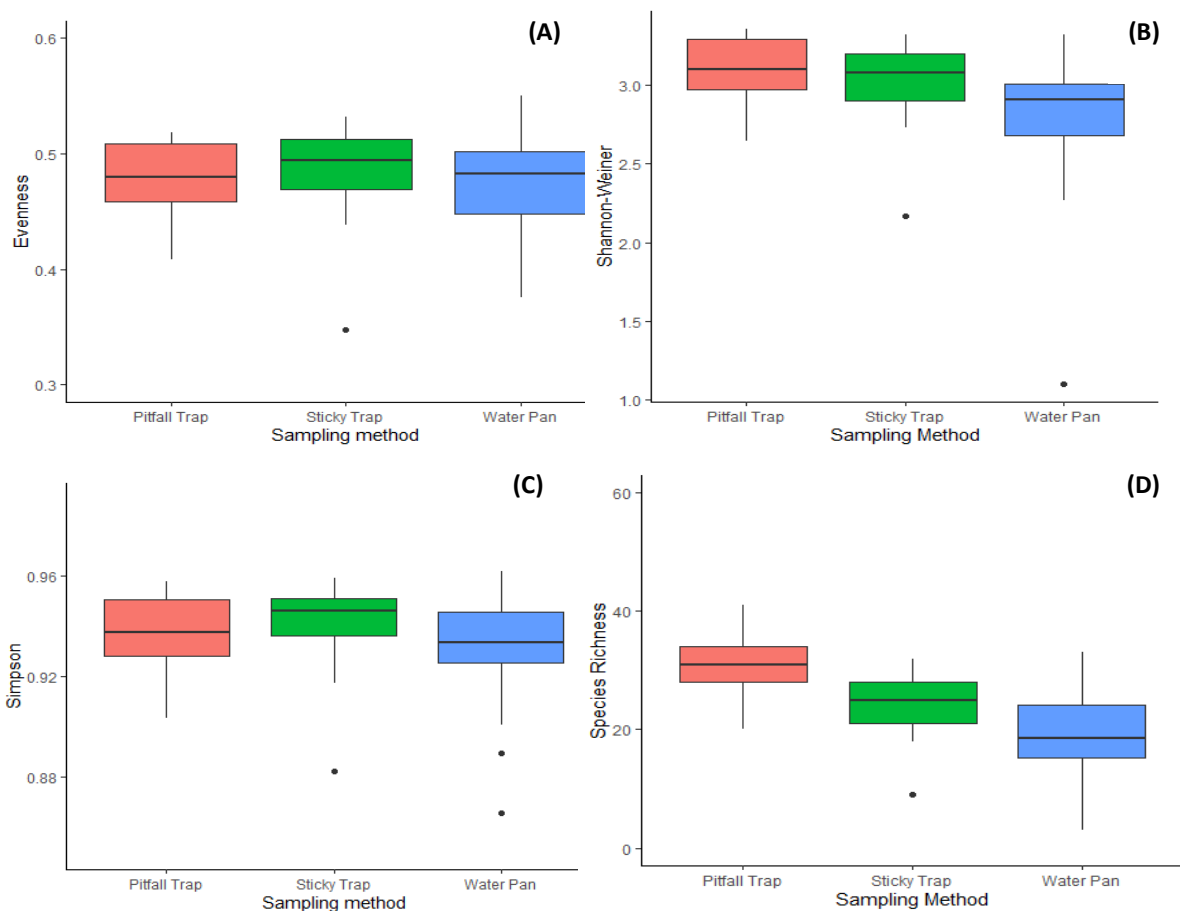 (A)
0.6
0.5
0.4
0.3
Evenness
Pitfall Trap Sticky Trap Water Pan
Sampling method
(B)
3.0
2.5
2.0
1.5
1.0
Shannon-Weiner
Pitfall Trap Sticky Trap Water Pan
Sampling Method
(C)
0.96
0.92
0.88
Simpson
Pitfall Trap Sticky Trap Water Pan
Sampling method
(D)
60
40
20
0
Species Richness
Pitfall Trap Sticky Trap Water Pan
Sampling Method